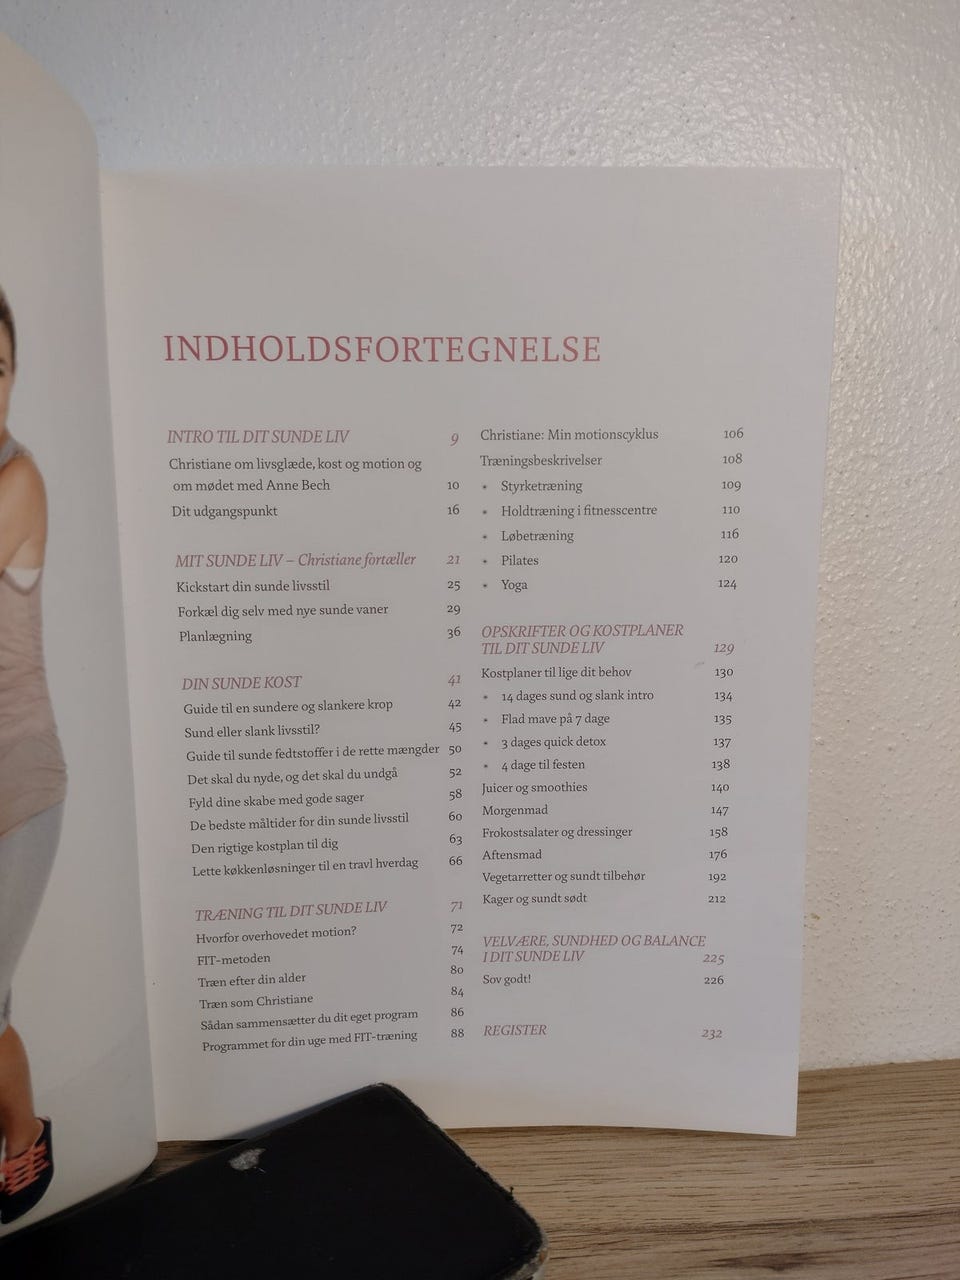 INDHOLDSFORTEGNELSE
INTRO TIL DIT SUNDE LIV 9
Christiane om livsglæde, kost og motion og
om mødet med Anne Bech 10
Dit udgangspunkt 16
MIT SUNDE LIV – Christiane fortæller 21
Kickstart din sunde livsstil 25
Forkæl dig selv med nye sunde vaner 29
Planlægning 36
DIN SUNDE KOST 41
Guide til en sundere og slankere krop 42
Sund eller slank livsstil? 45
Guide til sunde fedtstoffer i de rette mængder 50
Det skal du nyde, og det skal du undgå 52
Fyld dine skabe med gode sager 58
De bedste måltider for din sunde livsstil 60
Den rigtige kostplan til dig 63
Lette køkkenløsninger til en travl hverdag 66
TRÆNING TIL DIT SUNDE LIV 71
Hvorfor overhovedet motion? 72
FIT-metoden 74
Træn efter din alder 80
Træn som Christiane 84
Sådan sammensætter du dit eget program 86
Programmet for din uge med FIT-træning 88
Christiane: Min motionscyklus 106
Træningsbeskrivelser 108
* Styrketræning 109
* Holdtræning i fitnesscentre 110
* Løbetræning 116
* Pilates 120
* Yoga 124
OPSKRIFTER OG KOSTPLANER
TIL DIT SUNDE LIV 129
Kostplaner til lige dit behov 130
* 14 dages sund og slank intro 134
* Flad mave på 7 dage 135
* 3 dages quick detox 137
* 4 dage til festen 138
Juicer og smoothies 140
Morgenmad 147
Frokostsalater og dressinger 158
Aftensmad 176
Vegetarretter og sundt tilbehør 192
Kager og sundt sødt 212
VELVÆRE, SUNDHED OG BALANCE
I DIT SUNDE LIV 225
Sov godt! 226
REGISTER 232